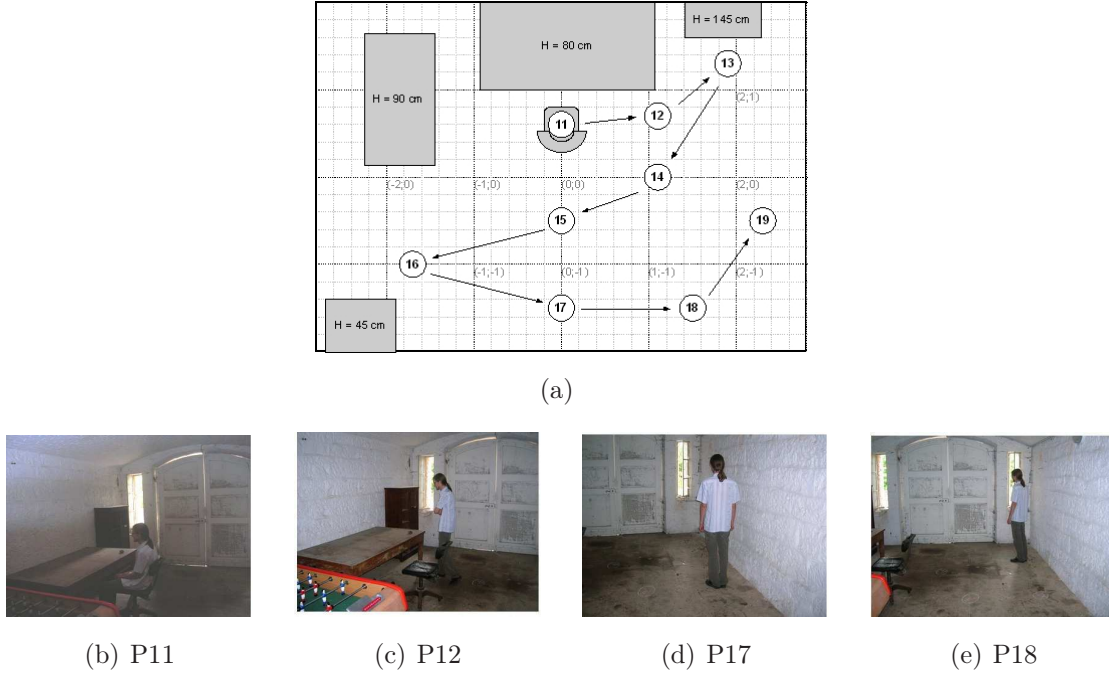 H = 145 cm
H = 80 cm
13
H = 90 cm
(2;1)
11
12
14
(-2;0)
(-1;0)
(0;0)
(2;0)
15
19
16
(-1;-1)
(0;-1)
(1;-1)
(2;-1)
17
18
H = 45 cm
(a)
(b) P11
(c) P12
(d) P17
(e) P18